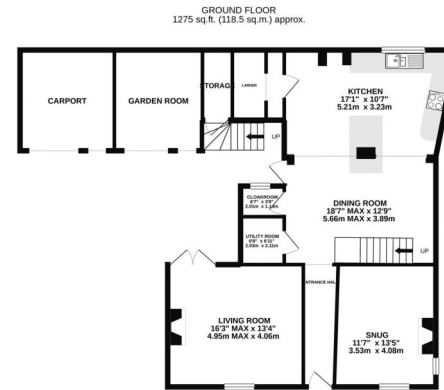 GROUND FLOOR
1275 sq.ft. (118.5 sq.m.) approx.
CARPORT
GARDEN ROOM
STORAGE
LARDER
KITCHEN
17'1" x 10'7"
5.21m x 3.23m
UP
CLOAKROOM
6'7" x 3'9"
2.01m x 1.14m
DINING ROOM
18'7" MAX x 12'9"
5.66m MAX x 3.89m
UTILITY ROOM
6'8" x 6'11"
2.03m x 2.11m
UP
ENTRANCE HALL
LIVING ROOM
16'3" MAX x 13'4"
4.95m MAX x 4.06m
SNUG
11'7" x 13'5"
3.53m x 4.08m